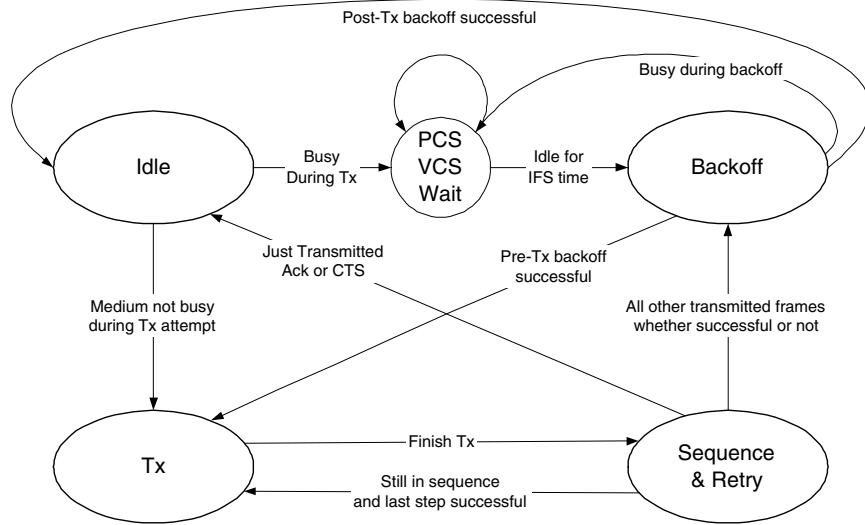 Post-Tx backoff successful
Busy during backoff
Idle
Busy
During Tx
PCS
VCS
Wait
Idle for
IFS time
Backoff
Just Transmitted
Ack or CTS
Pre-Tx backoff
successful
Medium not busy
during Tx attempt
All other transmitted frames
whether successful or not
Tx
Finish Tx
Still in sequence
and last step successful
Sequence
& Retry